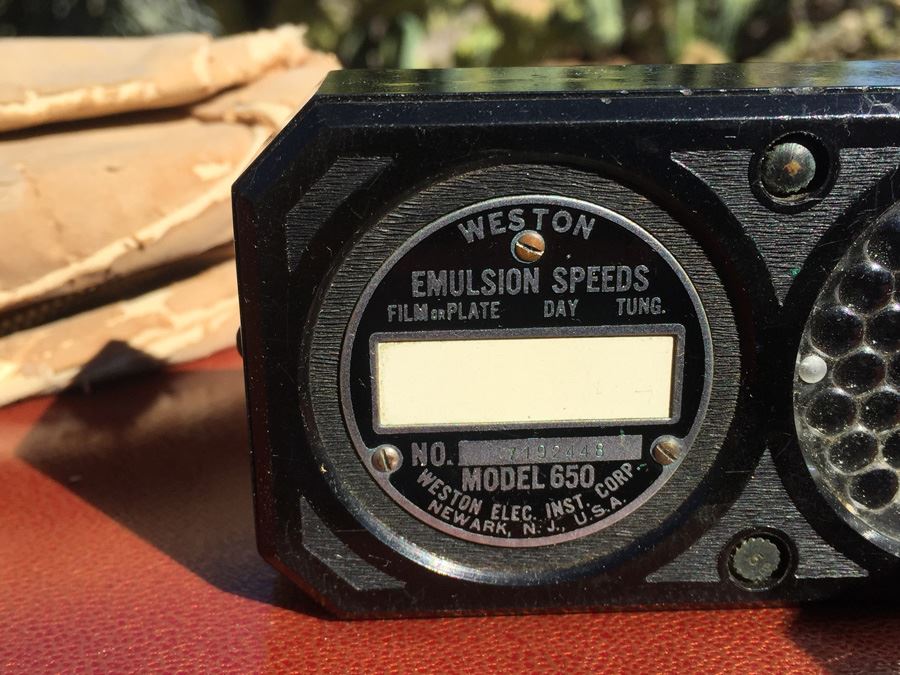 WESTON
EMULSION SPEEDS
FILM OR PLATE DAY TUNG.
NO. 7192448
MODEL 650
WESTON ELEC. INST. CORP.
NEWARK, N. J., U.S.A.